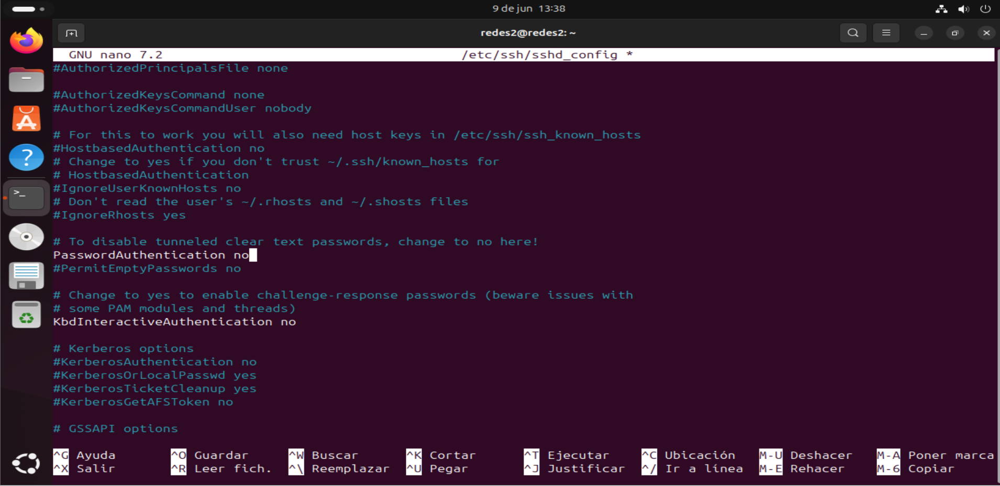 9 de jun 13:38
redes2@redes2: ~
GNU nano 7.2 /etc/ssh/sshd_config *
#AuthorizedPrincipalsFile none
#AuthorizedKeysCommand none
#AuthorizedKeysCommandUser nobody
# For this to work you will also need host keys in /etc/ssh/ssh_known_hosts
#HostbasedAuthentication no
# Change to yes if you don't trust ~/.ssh/known_hosts for
# HostbasedAuthentication
#IgnoreUserKnownHosts no
# Don't read the user's ~/.rhosts and ~/.shosts files
#IgnoreRhosts yes
# To disable tunneled clear text passwords, change to no here!
PasswordAuthentication no
#PermitEmptyPasswords no
# Change to yes to enable challenge-response passwords (beware issues with
# some PAM modules and threads)
KbdInteractiveAuthentication no
# Kerberos options
#KerberosAuthentication no
#KerberosOrLocalPasswd yes
#KerberosTicketCleanup yes
#KerberosGetAFSToken no
# GSSAPI options
^G Ayuda ^O Guardar ^W Buscar ^K Cortar ^T Ejecutar ^C Ubicación M-U Deshacer M-A Poner marca
^X Salir ^R Leer fich. ^\ Reemplazar ^U Pegar ^J Justificar ^/ Ir a línea M-E Rehacer M-6 Copiar